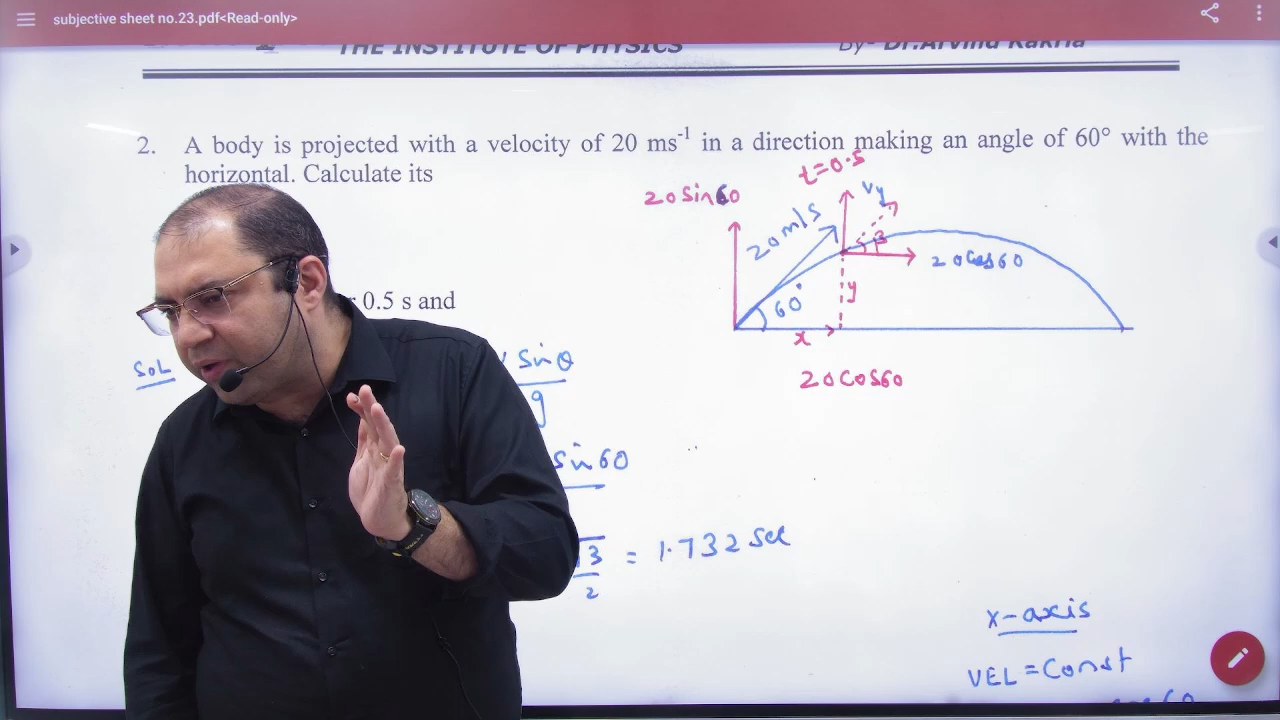 subjective sheet no.23.pdf<Read-only>
THE INSTITUTE OF PHYSICS By- Dr.Arvind Kakria
2. A body is projected with a velocity of 20 ms⁻¹ in a direction making an angle of 60° with the
horizontal. Calculate its
0.5 s and
t=0.5
20 sin60
20m/s
vy
β
20cos60
60°
y
x
20cos60
SOL
sinθ
g
sin60
3
2
= 1.732 sec
x-axis
VEL = Const